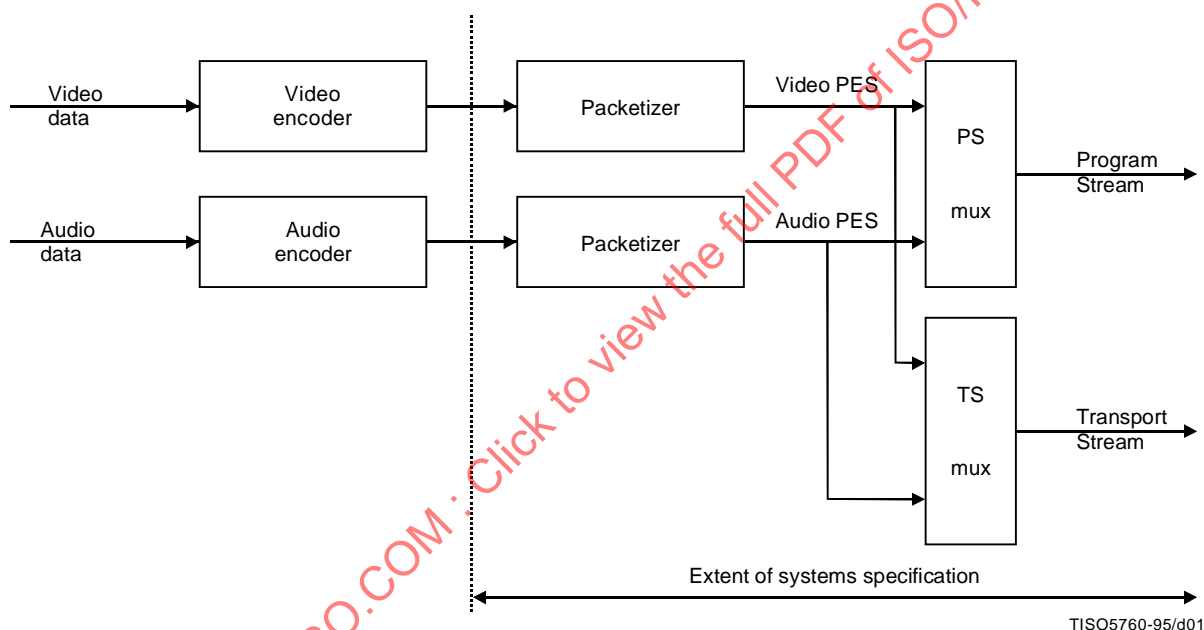 Video
data
Video
encoder
Packetizer
Video PES
PS
mux
Program
Stream
Audio
data
Audio
encoder
Packetizer
Audio PES
TS
mux
Transport
Stream
Extent of systems specification
TISO5760-95/d01
O.COM : Click to view the full PDF of ISO/